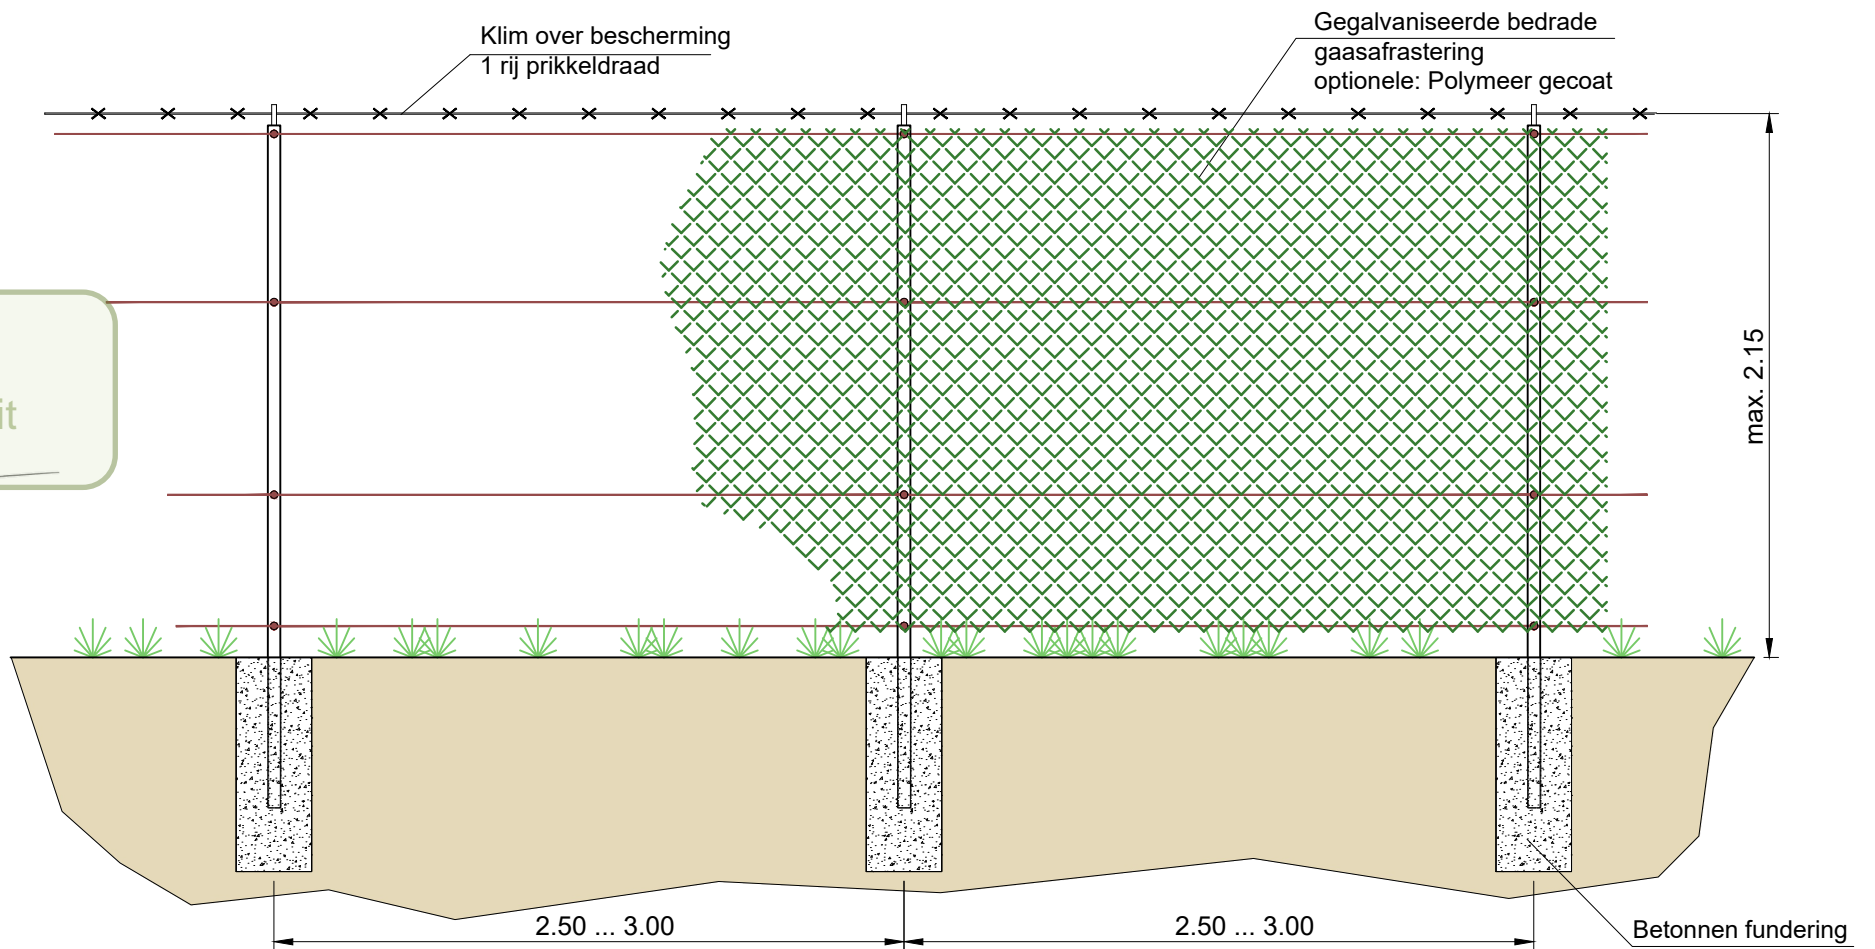 Klim over bescherming
1 rij prikkeldraad
Gegalvaniseerde bedrade
gaasafrastering
optionele: Polymeer gecoat
it
max. 2.15
2.50 ... 3.00
2.50 ... 3.00
Betonnen fundering